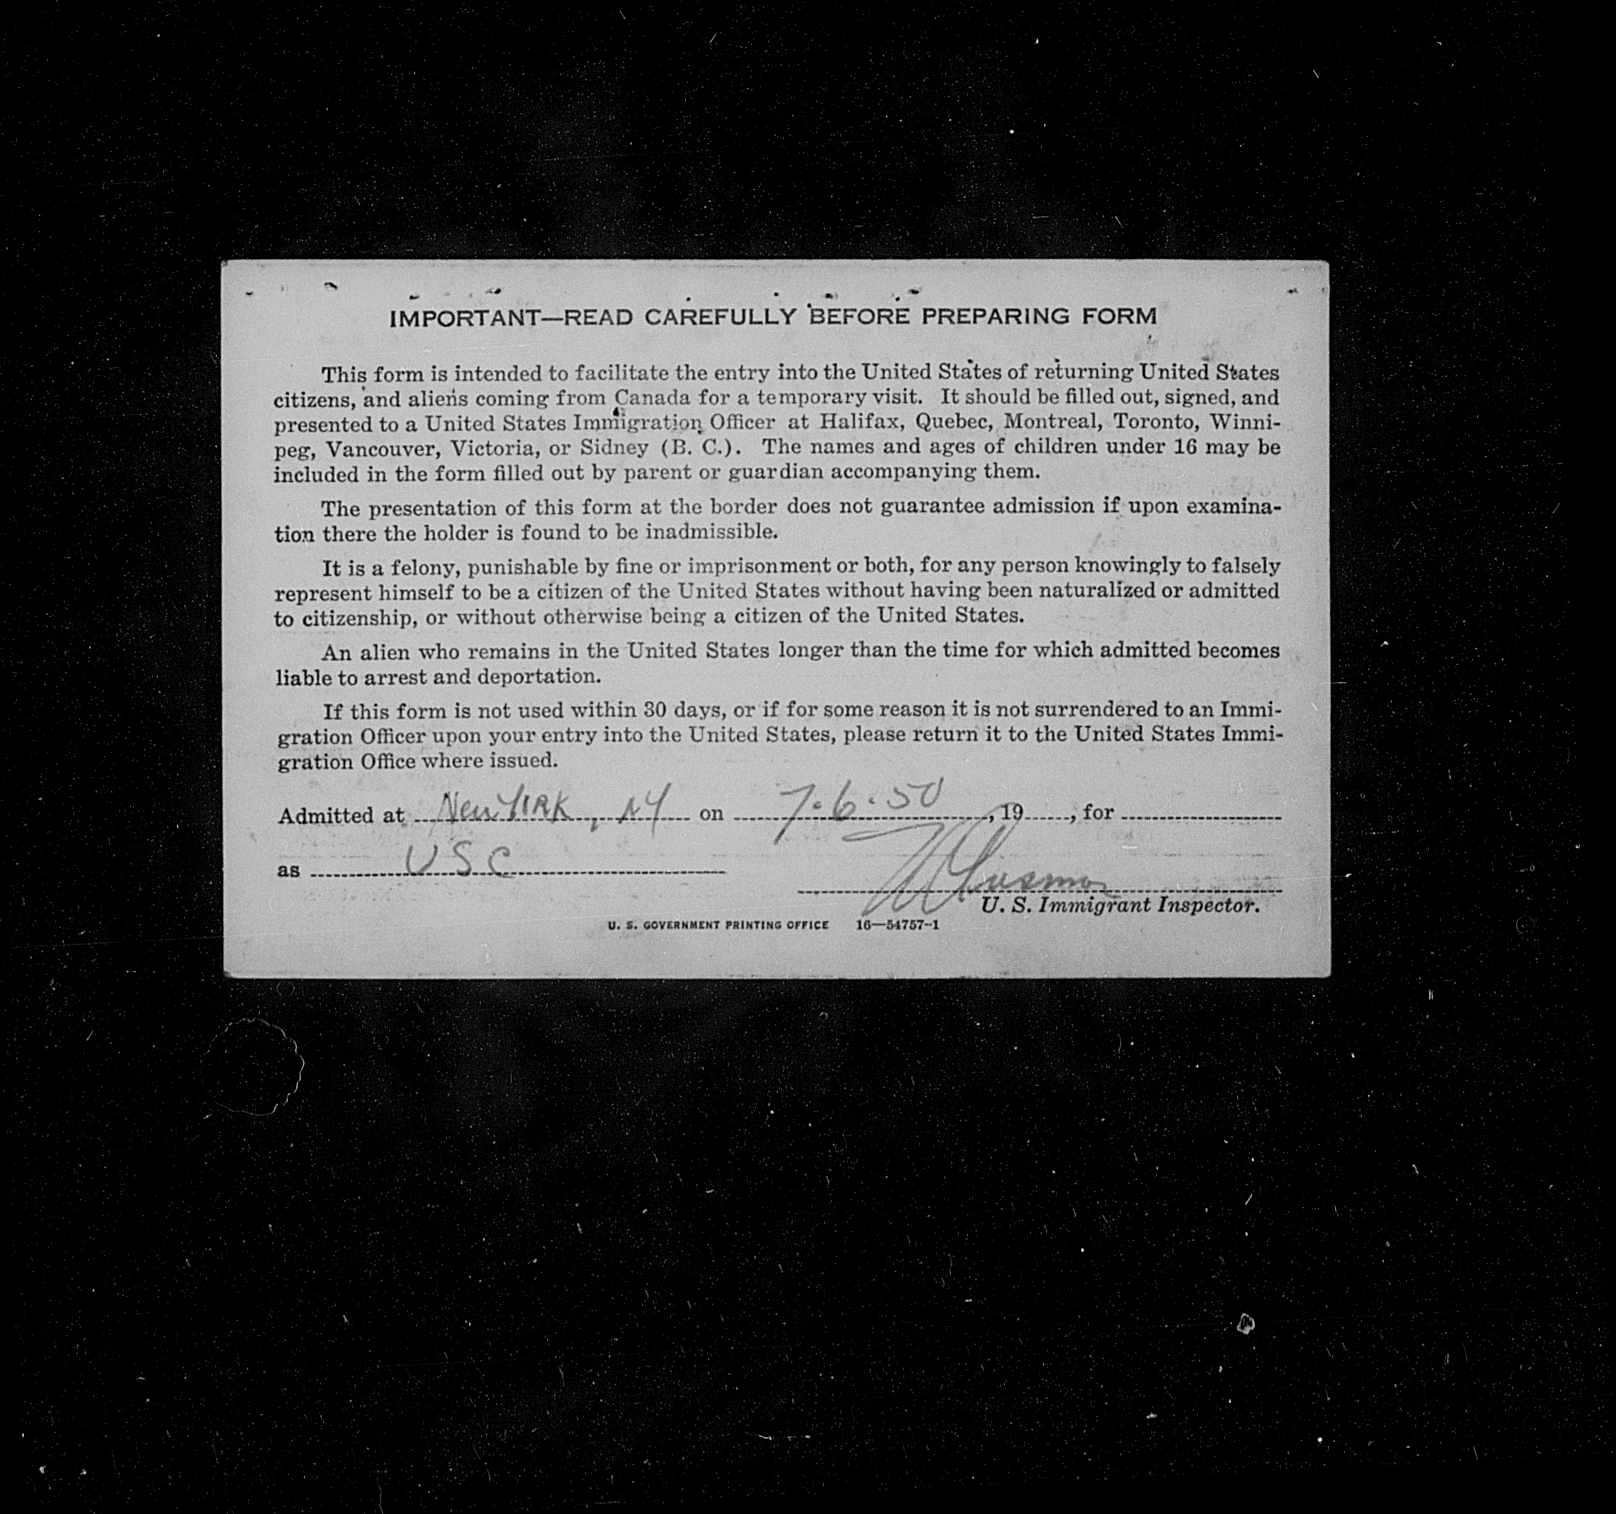 IMPORTANT—READ CAREFULLY BEFORE PREPARING FORM
This form is intended to facilitate the entry into the United States of returning United States
citizens, and aliens coming from Canada for a temporary visit. It should be filled out, signed, and
presented to a United States Immigration Officer at Halifax, Quebec, Montreal, Toronto, Winni-
peg, Vancouver, Victoria, or Sidney (B. C.). The names and ages of children under 16 may be
included in the form filled out by parent or guardian accompanying them.
The presentation of this form at the border does not guarantee admission if upon examina-
tion there the holder is found to be inadmissible.
It is a felony, punishable by fine or imprisonment or both, for any person knowingly to falsely
represent himself to be a citizen of the United States without having been naturalized or admitted
to citizenship, or without otherwise being a citizen of the United States.
An alien who remains in the United States longer than the time for which admitted becomes
liable to arrest and deportation.
If this form is not used within 30 days, or if for some reason it is not surrendered to an Immi-
gration Officer upon your entry into the United States, please return it to the United States Immi-
gration Office where issued.
Admitted at New York, NY on 7.6.50, 19, for
as USC
U. S. Immigrant Inspector.
U. S. GOVERNMENT PRINTING OFFICE 16—54757-1